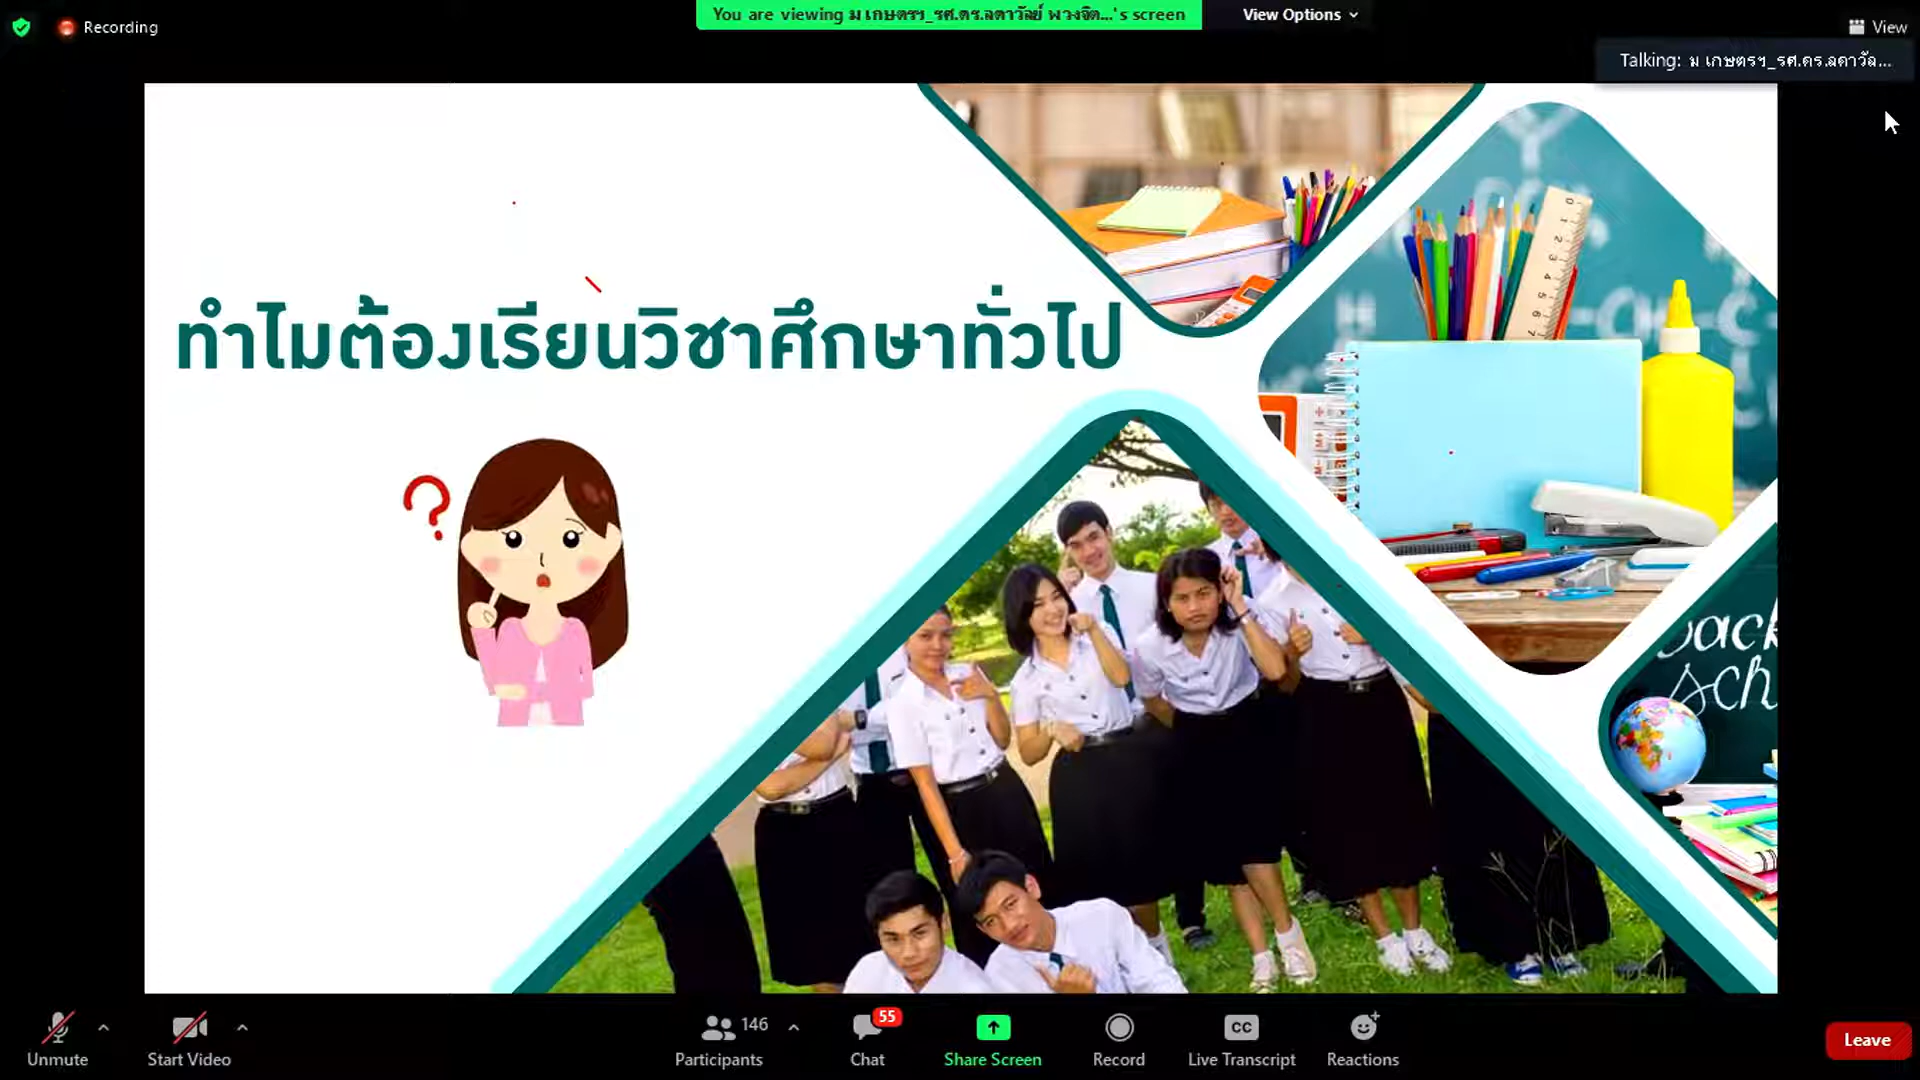 Recording
You are viewing ม เกษตรฯ_รศ.ดร.ลดาวัลย์ พวงจิต...'s screen
View Options
View
Talking: ม เกษตรฯ_รศ.ดร.ลดาวัล...
ทำไมต้องเรียนวิชาศึกษาทั่วไป
?
Unmute
Start Video
146
Participants
55
Chat
Share Screen
Record
CC
Live Transcript
Reactions
Leave